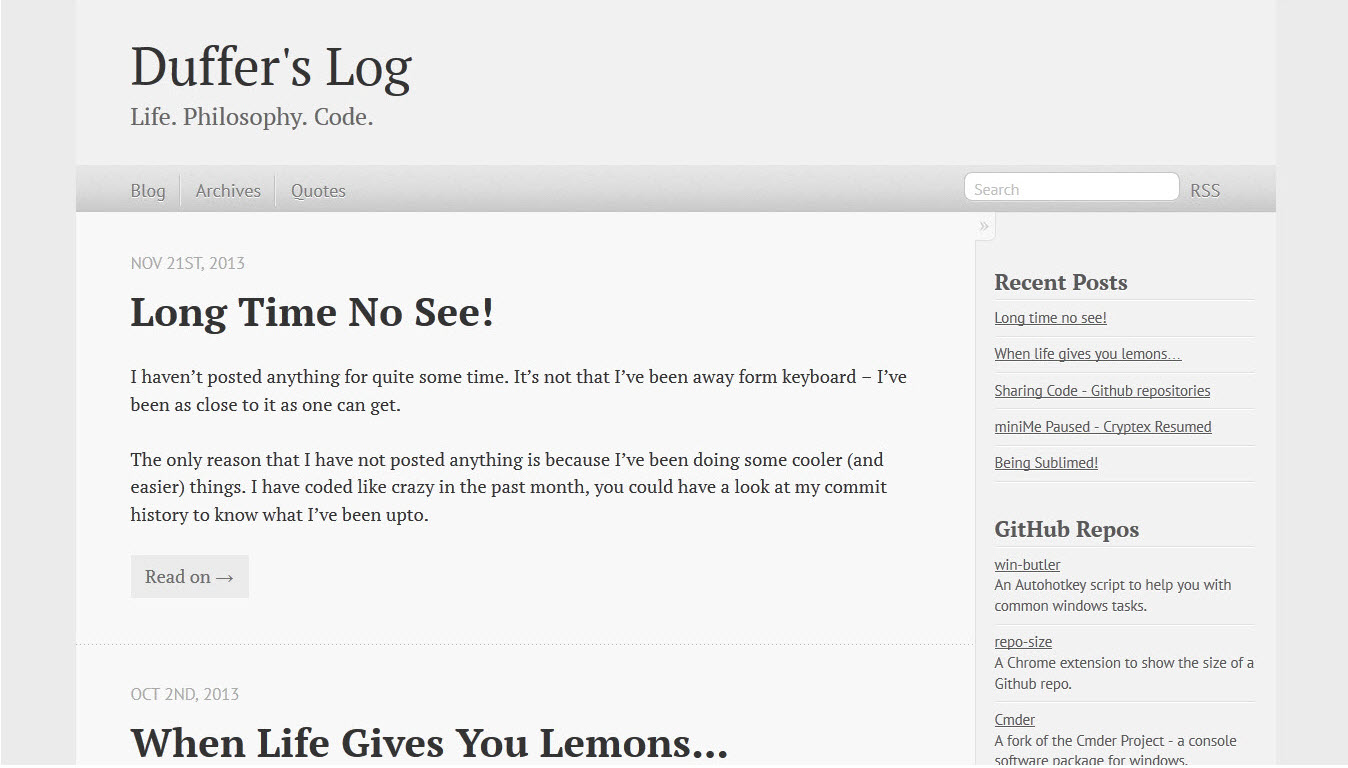 Duffer's Log
Life. Philosophy. Code.
Blog Archives Quotes Search RSS
»
NOV 21ST, 2013
Long Time No See!
I haven’t posted anything for quite some time. It’s not that I’ve been away form keyboard – I’ve
been as close to it as one can get.
The only reason that I have not posted anything is because I’ve been doing some cooler (and
easier) things. I have coded like crazy in the past month, you could have a look at my commit
history to know what I’ve been upto.
Read on →
OCT 2ND, 2013
When Life Gives You Lemons…
Recent Posts
Long time no see!
When life gives you lemons…
Sharing Code - Github repositories
miniMe Paused - Cryptex Resumed
Being Sublimed!
GitHub Repos
win-butler
An Autohotkey script to help you with
common windows tasks.
repo-size
A Chrome extension to show the size of a
Github repo.
Cmder
A fork of the Cmder Project - a console
software package for windows.